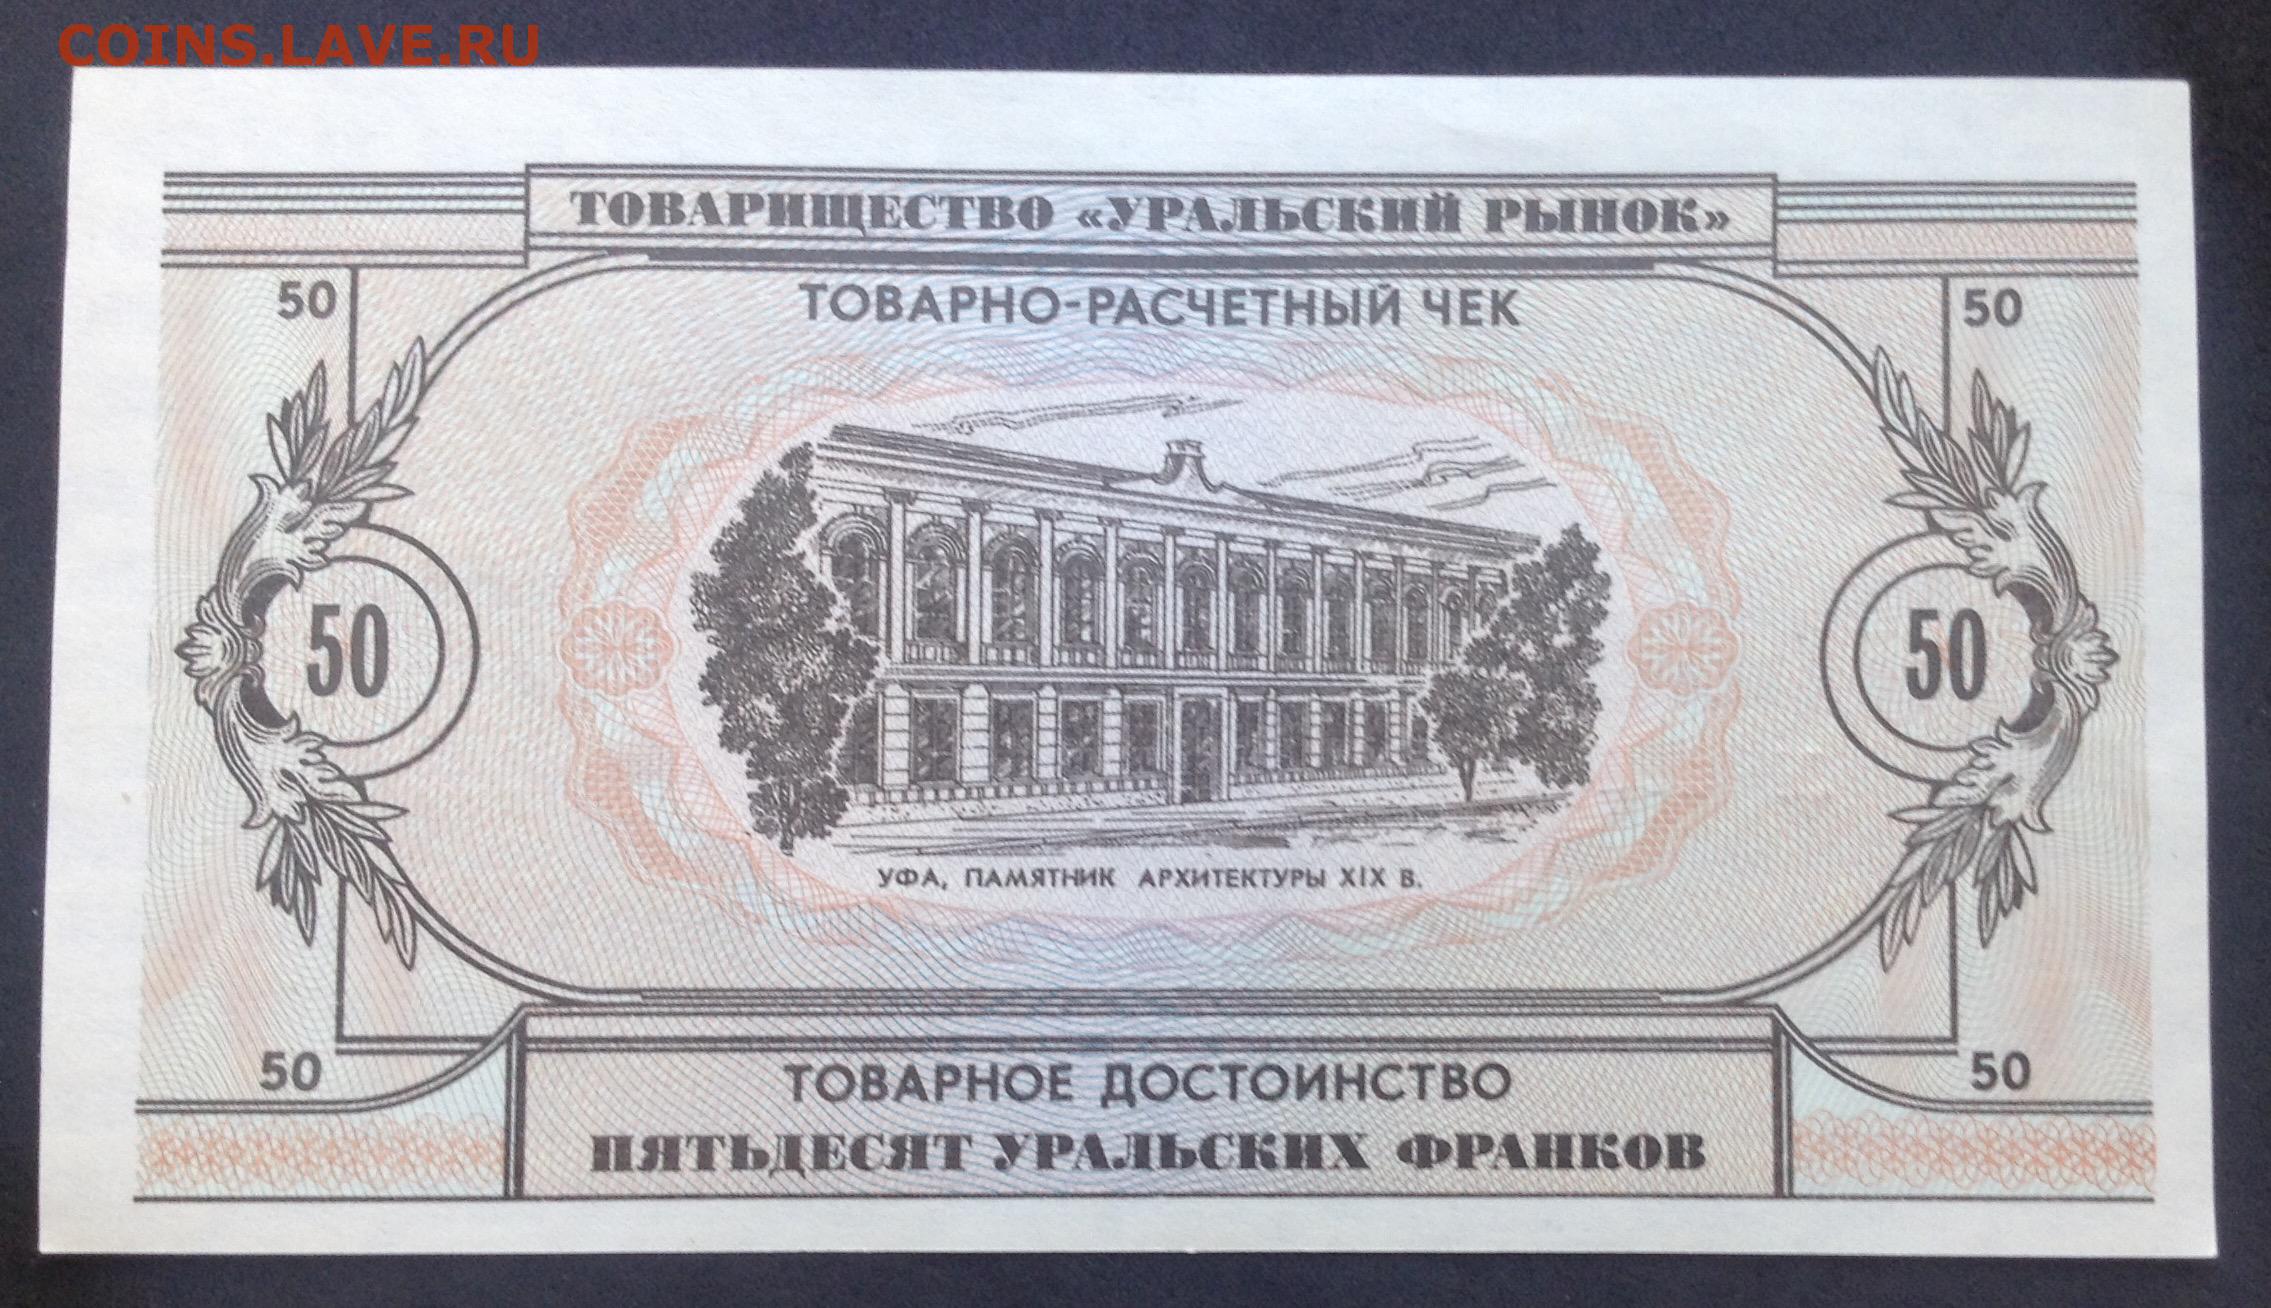 COINS.LAVE.RU
ТОВАРИЩЕСТВО «УРАЛЬСКИЙ РЫНОК»
50 ТОВАРНО-РАСЧЕТНЫЙ ЧЕК 50
50 50
УФА, ПАМЯТНИК АРХИТЕКТУРЫ XIX В.
50 ТОВАРНОЕ ДОСТОИНСТВО 50
ПЯТЬДЕСЯТ УРАЛЬСКИХ ФРАНКОВ